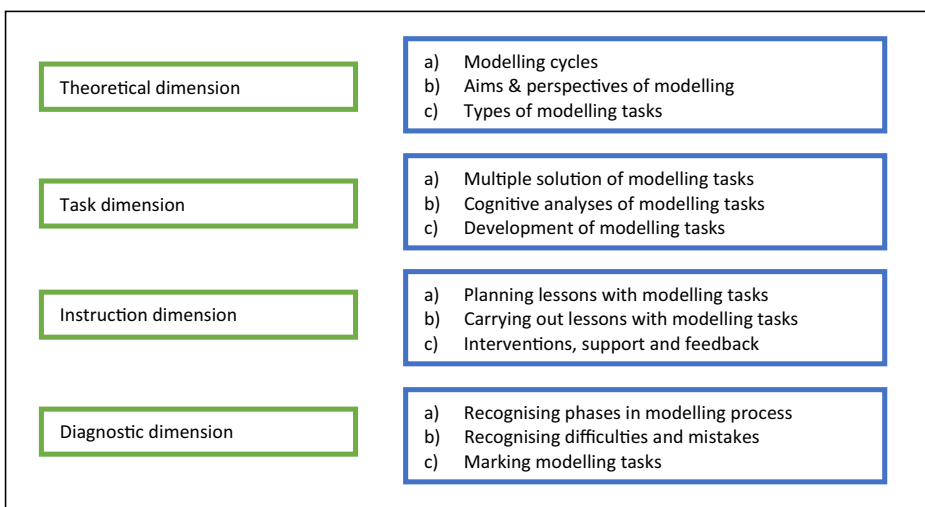 Theoretical dimension
a) Modelling cycles
b) Aims & perspectives of modelling
c) Types of modelling tasks
Task dimension
a) Multiple solution of modelling tasks
b) Cognitive analyses of modelling tasks
c) Development of modelling tasks
Instruction dimension
a) Planning lessons with modelling tasks
b) Carrying out lessons with modelling tasks
c) Interventions, support and feedback
Diagnostic dimension
a) Recognising phases in modelling process
b) Recognising difficulties and mistakes
c) Marking modelling tasks